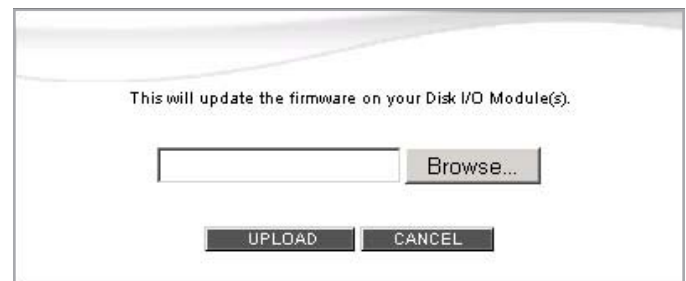 This will update the firmware on your Disk I/O Module(s).
Browse...
UPLOAD CANCEL